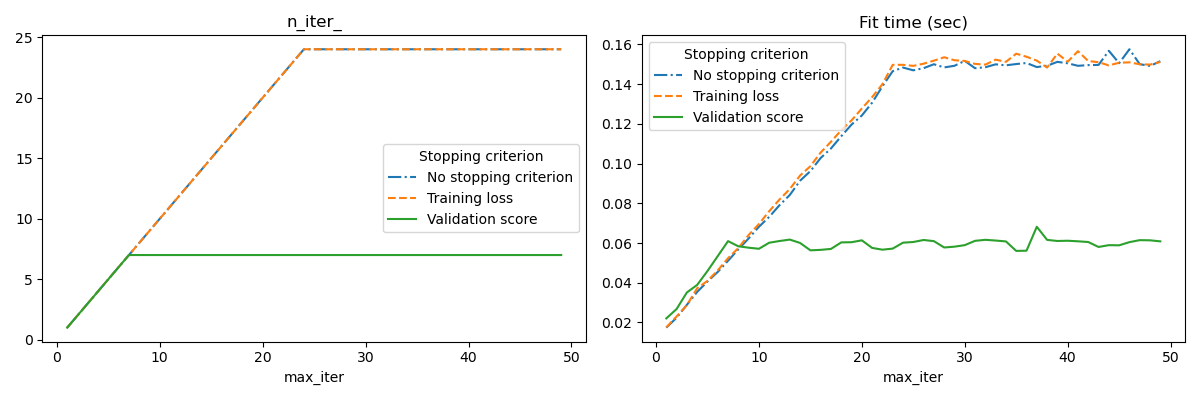 n_iter_
25
20
15
10
5
0
0
10
20
30
40
50
max_iter
Stopping criterion
No stopping criterion
Training loss
Validation score
Fit time (sec)
0.16
0.14
0.12
0.10
0.08
0.06
0.04
0.02
0
10
20
30
40
50
max_iter
Stopping criterion
No stopping criterion
Training loss
Validation score